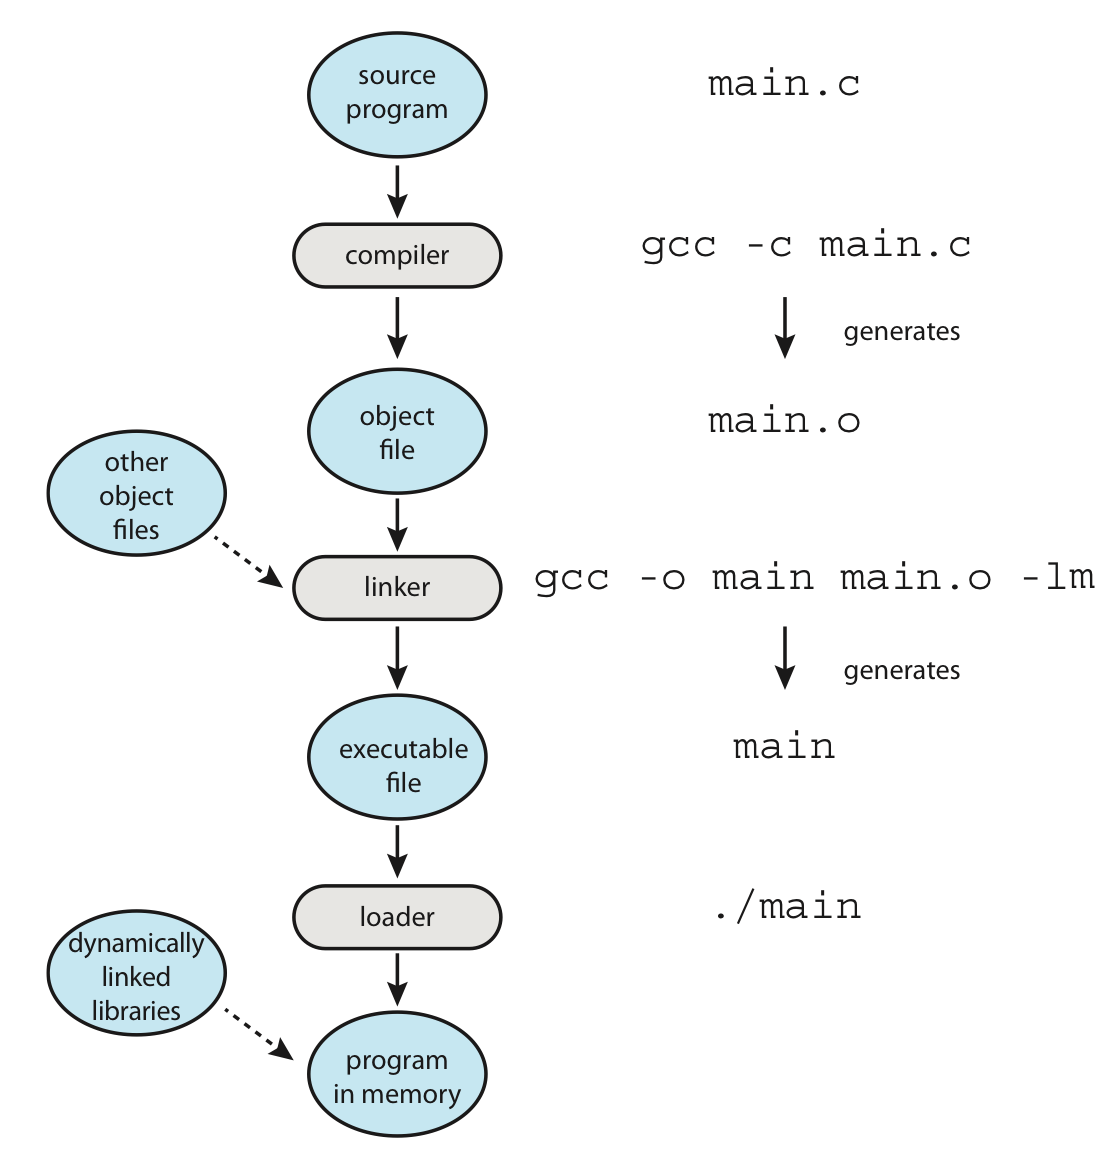 source
program
main.c
compiler
gcc -c main.c
generates
object
file
main.o
other
object
files
linker
gcc -o main main.o -lm
generates
executable
file
main
loader
./main
dynamically
linked
libraries
program
in memory